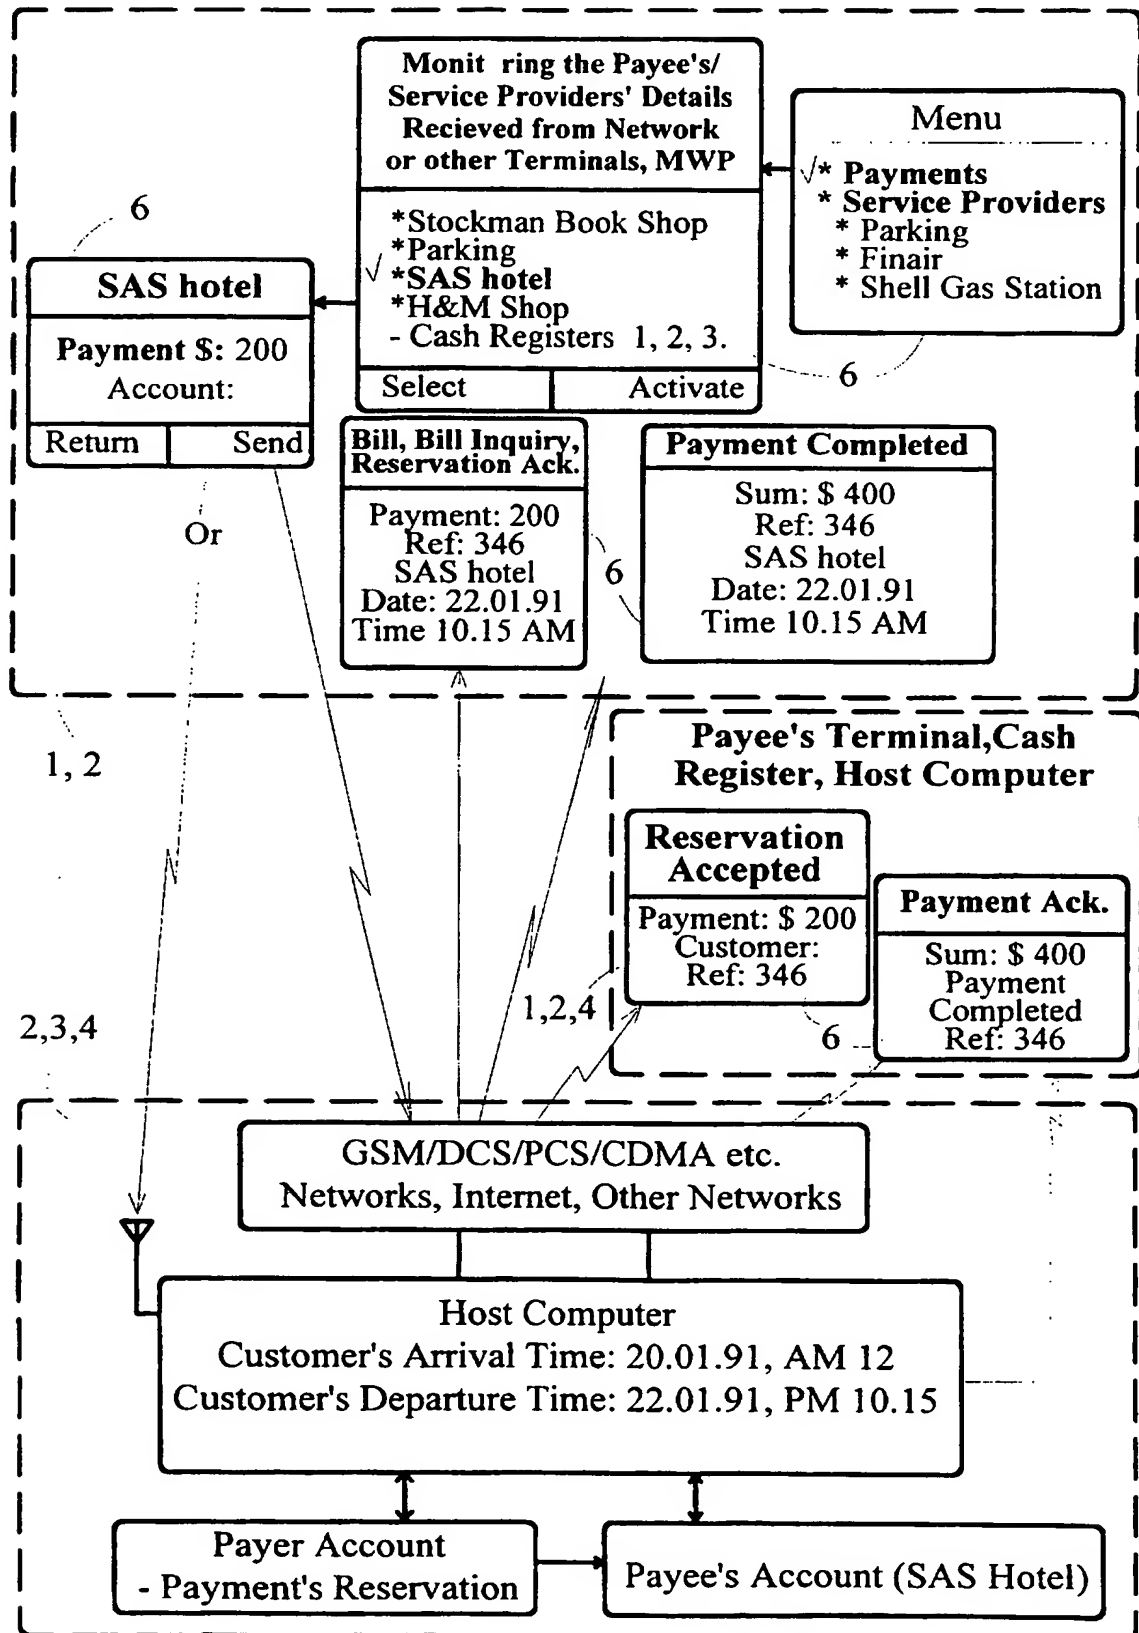 Monit ring the Payee's/
Service Providers' Details
Recieved from Network
or other Terminals, MWP
*Stockman Book Shop
*Parking
√ *SAS hotel
*H&M Shop
- Cash Registers 1, 2, 3.
Select Activate
Menu
√* Payments
* Service Providers
* Parking
* Finair
* Shell Gas Station
6
6
SAS hotel
Payment $: 200
Account:
Return Send
Or
Bill, Bill Inquiry,
Reservation Ack.
Payment: 200
Ref: 346
SAS hotel
Date: 22.01.91
Time 10.15 AM
6
Payment Completed
Sum: $ 400
Ref: 346
SAS hotel
Date: 22.01.91
Time 10.15 AM
1, 2
Payee's Terminal,Cash
Register, Host Computer
Reservation
Accepted
Payment: $ 200
Customer:
Ref: 346
Payment Ack.
Sum: $ 400
Payment
Completed
Ref: 346
1,2,4
6
2,3,4
GSM/DCS/PCS/CDMA etc.
Networks, Internet, Other Networks
Host Computer
Customer's Arrival Time: 20.01.91, AM 12
Customer's Departure Time: 22.01.91, PM 10.15
Payer Account
- Payment's Reservation
Payee's Account (SAS Hotel)